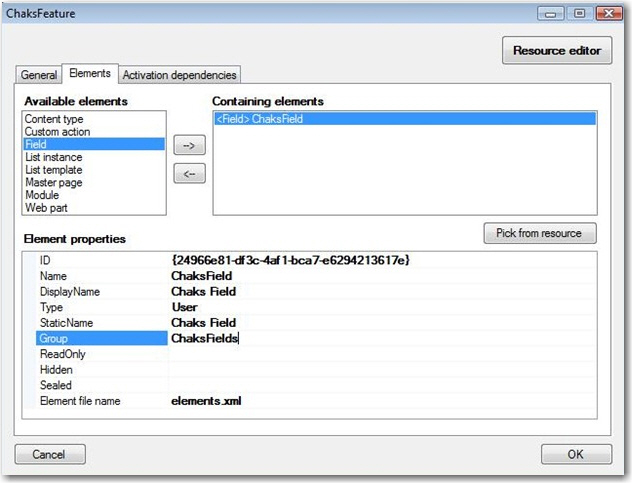 ChaksFeature
Resource editor
General Elements Activation dependencies
Available elements Containing elements
Content type
Custom action
Field
List instance
List template
Master page
Module
Web part
-->
<--
<Field> ChaksField
Pick from resource
Element properties
ID {24966e81-df3c-4af1-bca7-e6294213617e}
Name ChaksField
DisplayName Chaks Field
Type User
StaticName Chaks Field
Group ChaksFields
ReadOnly
Hidden
Sealed
Element file name elements.xml
Cancel OK